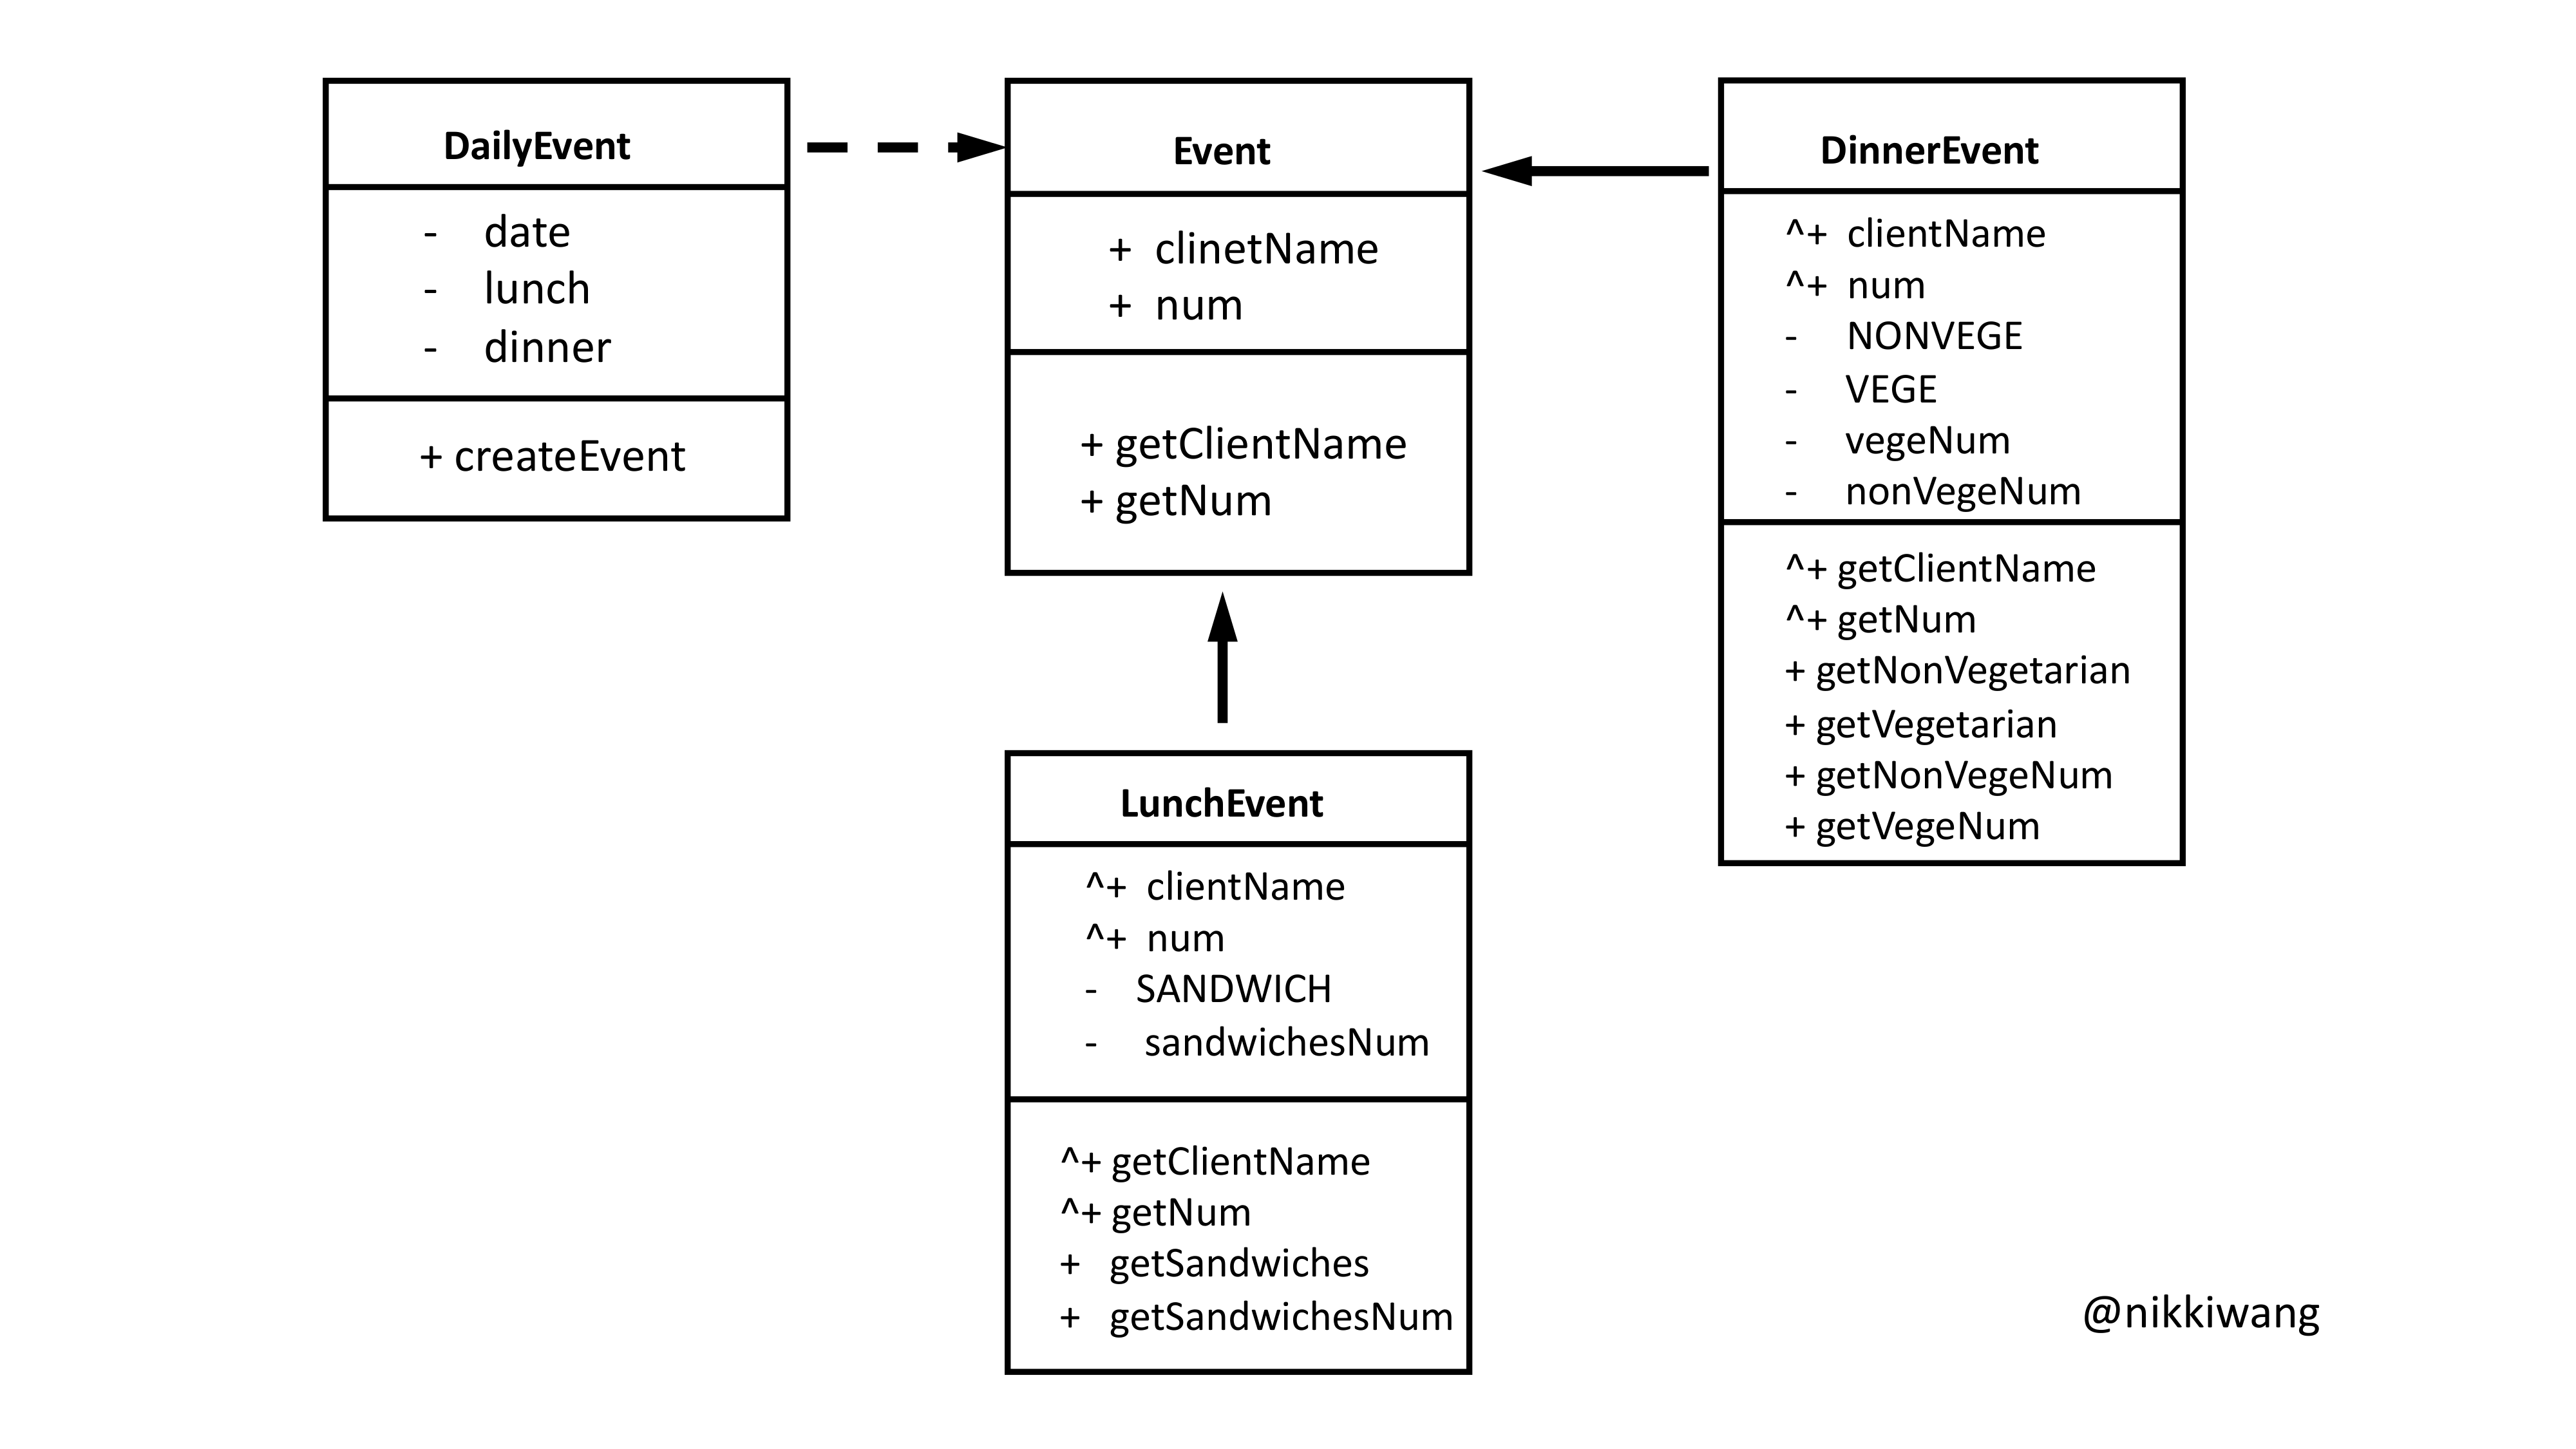 DailyEvent
- date
- lunch
- dinner
+ createEvent
Event
+ clinetName
+ num
+ getClientName
+ getNum
DinnerEvent
^+ clientName
^+ num
- NONVEGE
- VEGE
- vegeNum
- nonVegeNum
^+ getClientName
^+ getNum
+ getNonVegetarian
+ getVegetarian
+ getNonVegeNum
+ getVegeNum
LunchEvent
^+ clientName
^+ num
- SANDWICH
- sandwichesNum
^+ getClientName
^+ getNum
+ getSandwiches
+ getSandwichesNum
@nikkiwang